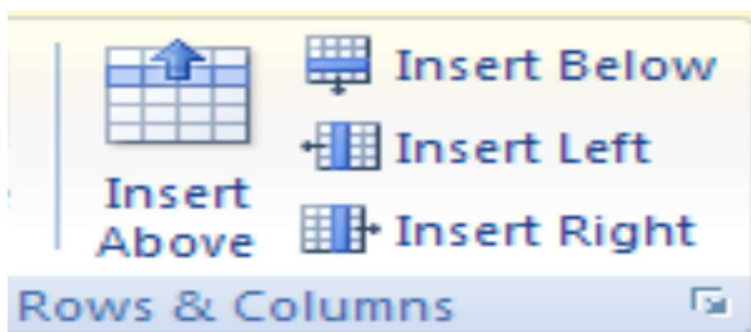 Insert
Above
Insert Below
Insert Left
Insert Right
Rows & Columns